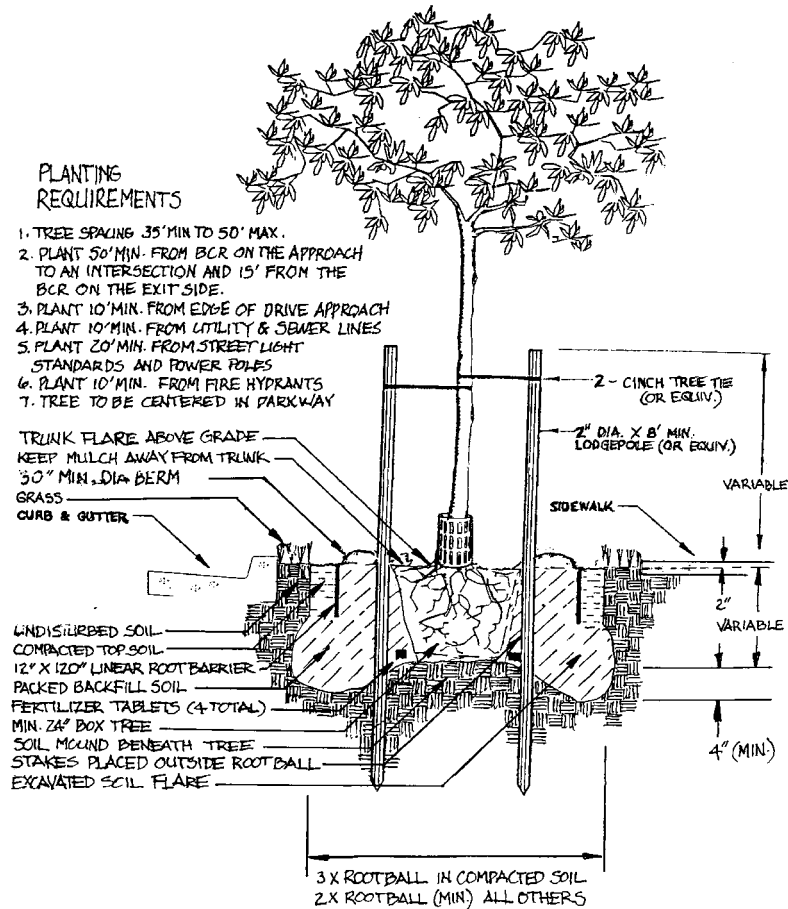 PLANTING
REQUIREMENTS
1. TREE SPACING 35' MIN TO 50' MAX.
2. PLANT 50' MIN. FROM BCR ON THE APPROACH
TO AN INTERSECTION AND 15' FROM THE
BCR ON THE EXIT SIDE.
3. PLANT 10' MIN. FROM EDGE OF DRIVE APPROACH
4. PLANT 10' MIN. FROM UTILITY & SEWER LINES
5. PLANT 20' MIN. FROM STREET LIGHT
STANDARDS AND POWER POLES
6. PLANT 10' MIN. FROM FIRE HYDRANTS
7. TREE TO BE CENTERED IN PARKWAY
2 - CINCH TREE TIE
(OR EQUIV.)
2" DIA. X 8' MIN.
LODGEPOLE (OR EQUIV.)
VARIABLE
TRUNK FLARE ABOVE GRADE
KEEP MULCH AWAY FROM TRUNK
30" MIN. DIA BERM
GRASS
CURB & GUTTER
SIDEWALK
3"
2"
VARIABLE
4" (MIN.)
UNDISTURBED SOIL
COMPACTED TOP SOIL
12" X 120" LINEAR ROOT BARRIER
PACKED BACKFILL SOIL
FERTILIZER TABLETS (4 TOTAL)
MIN. 24" BOX TREE
SOIL MOUND BENEATH TREE
STAKES PLACED OUTSIDE ROOTBALL
EXCAVATED SOIL FLARE
3 X ROOTBALL IN COMPACTED SOIL
2 X ROOTBALL (MIN) ALL OTHERS